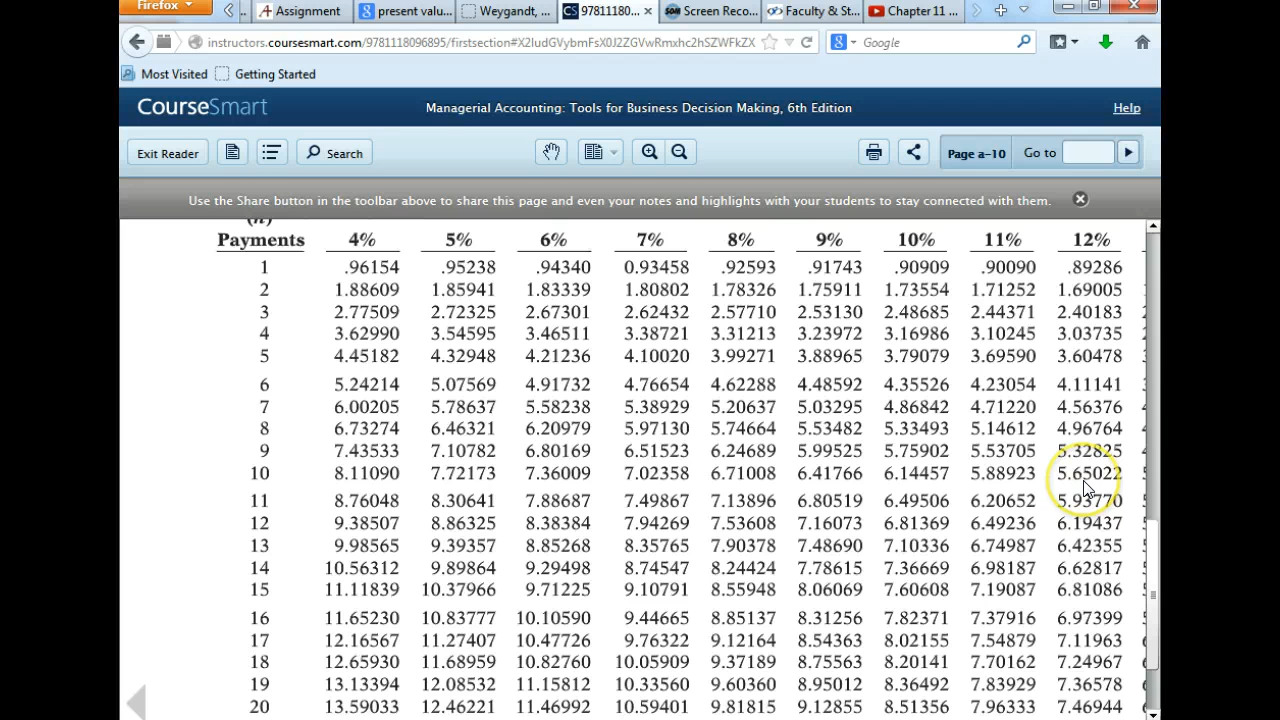 Firefox
Assignment
present valu...
Weygandt, ...
CS 97811180...
SOM Screen Reco...
Faculty & St...
Chapter 11 ...
instructors.coursesmart.com/9781118096895/firstsection#X2ludGVybmFsX0J2ZGVwRmxhc2hSZWFkZX
Google
Most Visited
Getting Started
CourseSmart
Managerial Accounting: Tools for Business Decision Making, 6th Edition
Help
Exit Reader
Search
Page a-10
Go to
Use the Share button in the toolbar above to share this page and even your notes and highlights with your students to stay connected with them.
(n)
Payments 4% 5% 6% 7% 8% 9% 10% 11% 12%
1 .96154 .95238 .94340 0.93458 .92593 .91743 .90909 .90090 .89286
2 1.88609 1.85941 1.83339 1.80802 1.78326 1.75911 1.73554 1.71252 1.69005
3 2.77509 2.72325 2.67301 2.62432 2.57710 2.53130 2.48685 2.44371 2.40183
4 3.62990 3.54595 3.46511 3.38721 3.31213 3.23972 3.16986 3.10245 3.03735
5 4.45182 4.32948 4.21236 4.10020 3.99271 3.88965 3.79079 3.69590 3.60478
6 5.24214 5.07569 4.91732 4.76654 4.62288 4.48592 4.35526 4.23054 4.11141
7 6.00205 5.78637 5.58238 5.38929 5.20637 5.03295 4.86842 4.71220 4.56376
8 6.73274 6.46321 6.20979 5.97130 5.74664 5.53482 5.33493 5.14612 4.96764
9 7.43533 7.10782 6.80169 6.51523 6.24689 5.99525 5.75902 5.53705 5.32825
10 8.11090 7.72173 7.36009 7.02358 6.71008 6.41766 6.14457 5.88923 5.65022
11 8.76048 8.30641 7.88687 7.49867 7.13896 6.80519 6.49506 6.20652 5.93770
12 9.38507 8.86325 8.38384 7.94269 7.53608 7.16073 6.81369 6.49236 6.19437
13 9.98565 9.39357 8.85268 8.35765 7.90378 7.48690 7.10336 6.74987 6.42355
14 10.56312 9.89864 9.29498 8.74547 8.24424 7.78615 7.36669 6.98187 6.62817
15 11.11839 10.37966 9.71225 9.10791 8.55948 8.06069 7.60608 7.19087 6.81086
16 11.65230 10.83777 10.10590 9.44665 8.85137 8.31256 7.82371 7.37916 6.97399
17 12.16567 11.27407 10.47726 9.76322 9.12164 8.54363 8.02155 7.54879 7.11963
18 12.65930 11.68959 10.82760 10.05909 9.37189 8.75563 8.20141 7.70162 7.24967
19 13.13394 12.08532 11.15812 10.33560 9.60360 8.95012 8.36492 7.83929 7.36578
20 13.59033 12.46221 11.46992 10.59401 9.81815 9.12855 8.51356 7.96333 7.46944